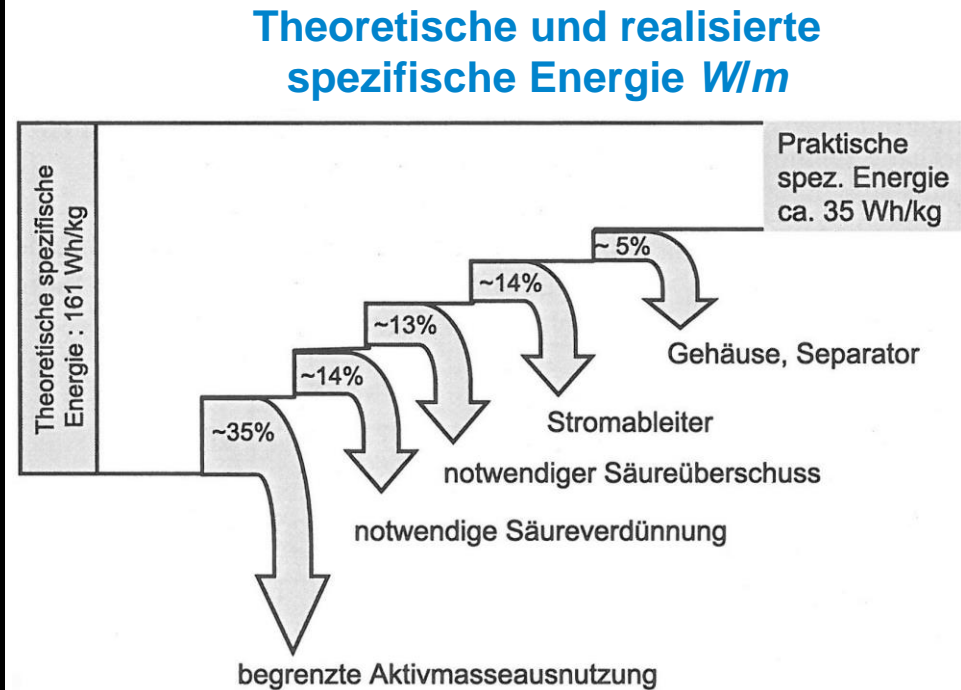 Theoretische und realisierte
spezifische Energie W/m
Theoretische spezifische
Energie : 161 Wh/kg
Praktische
spez. Energie
ca. 35 Wh/kg
~ 5%
~14%
~13%
~14%
~35%
Gehäuse, Separator
Stromableiter
notwendiger Säureüberschuss
notwendige Säureverdünnung
begrenzte Aktivmasseausnutzung